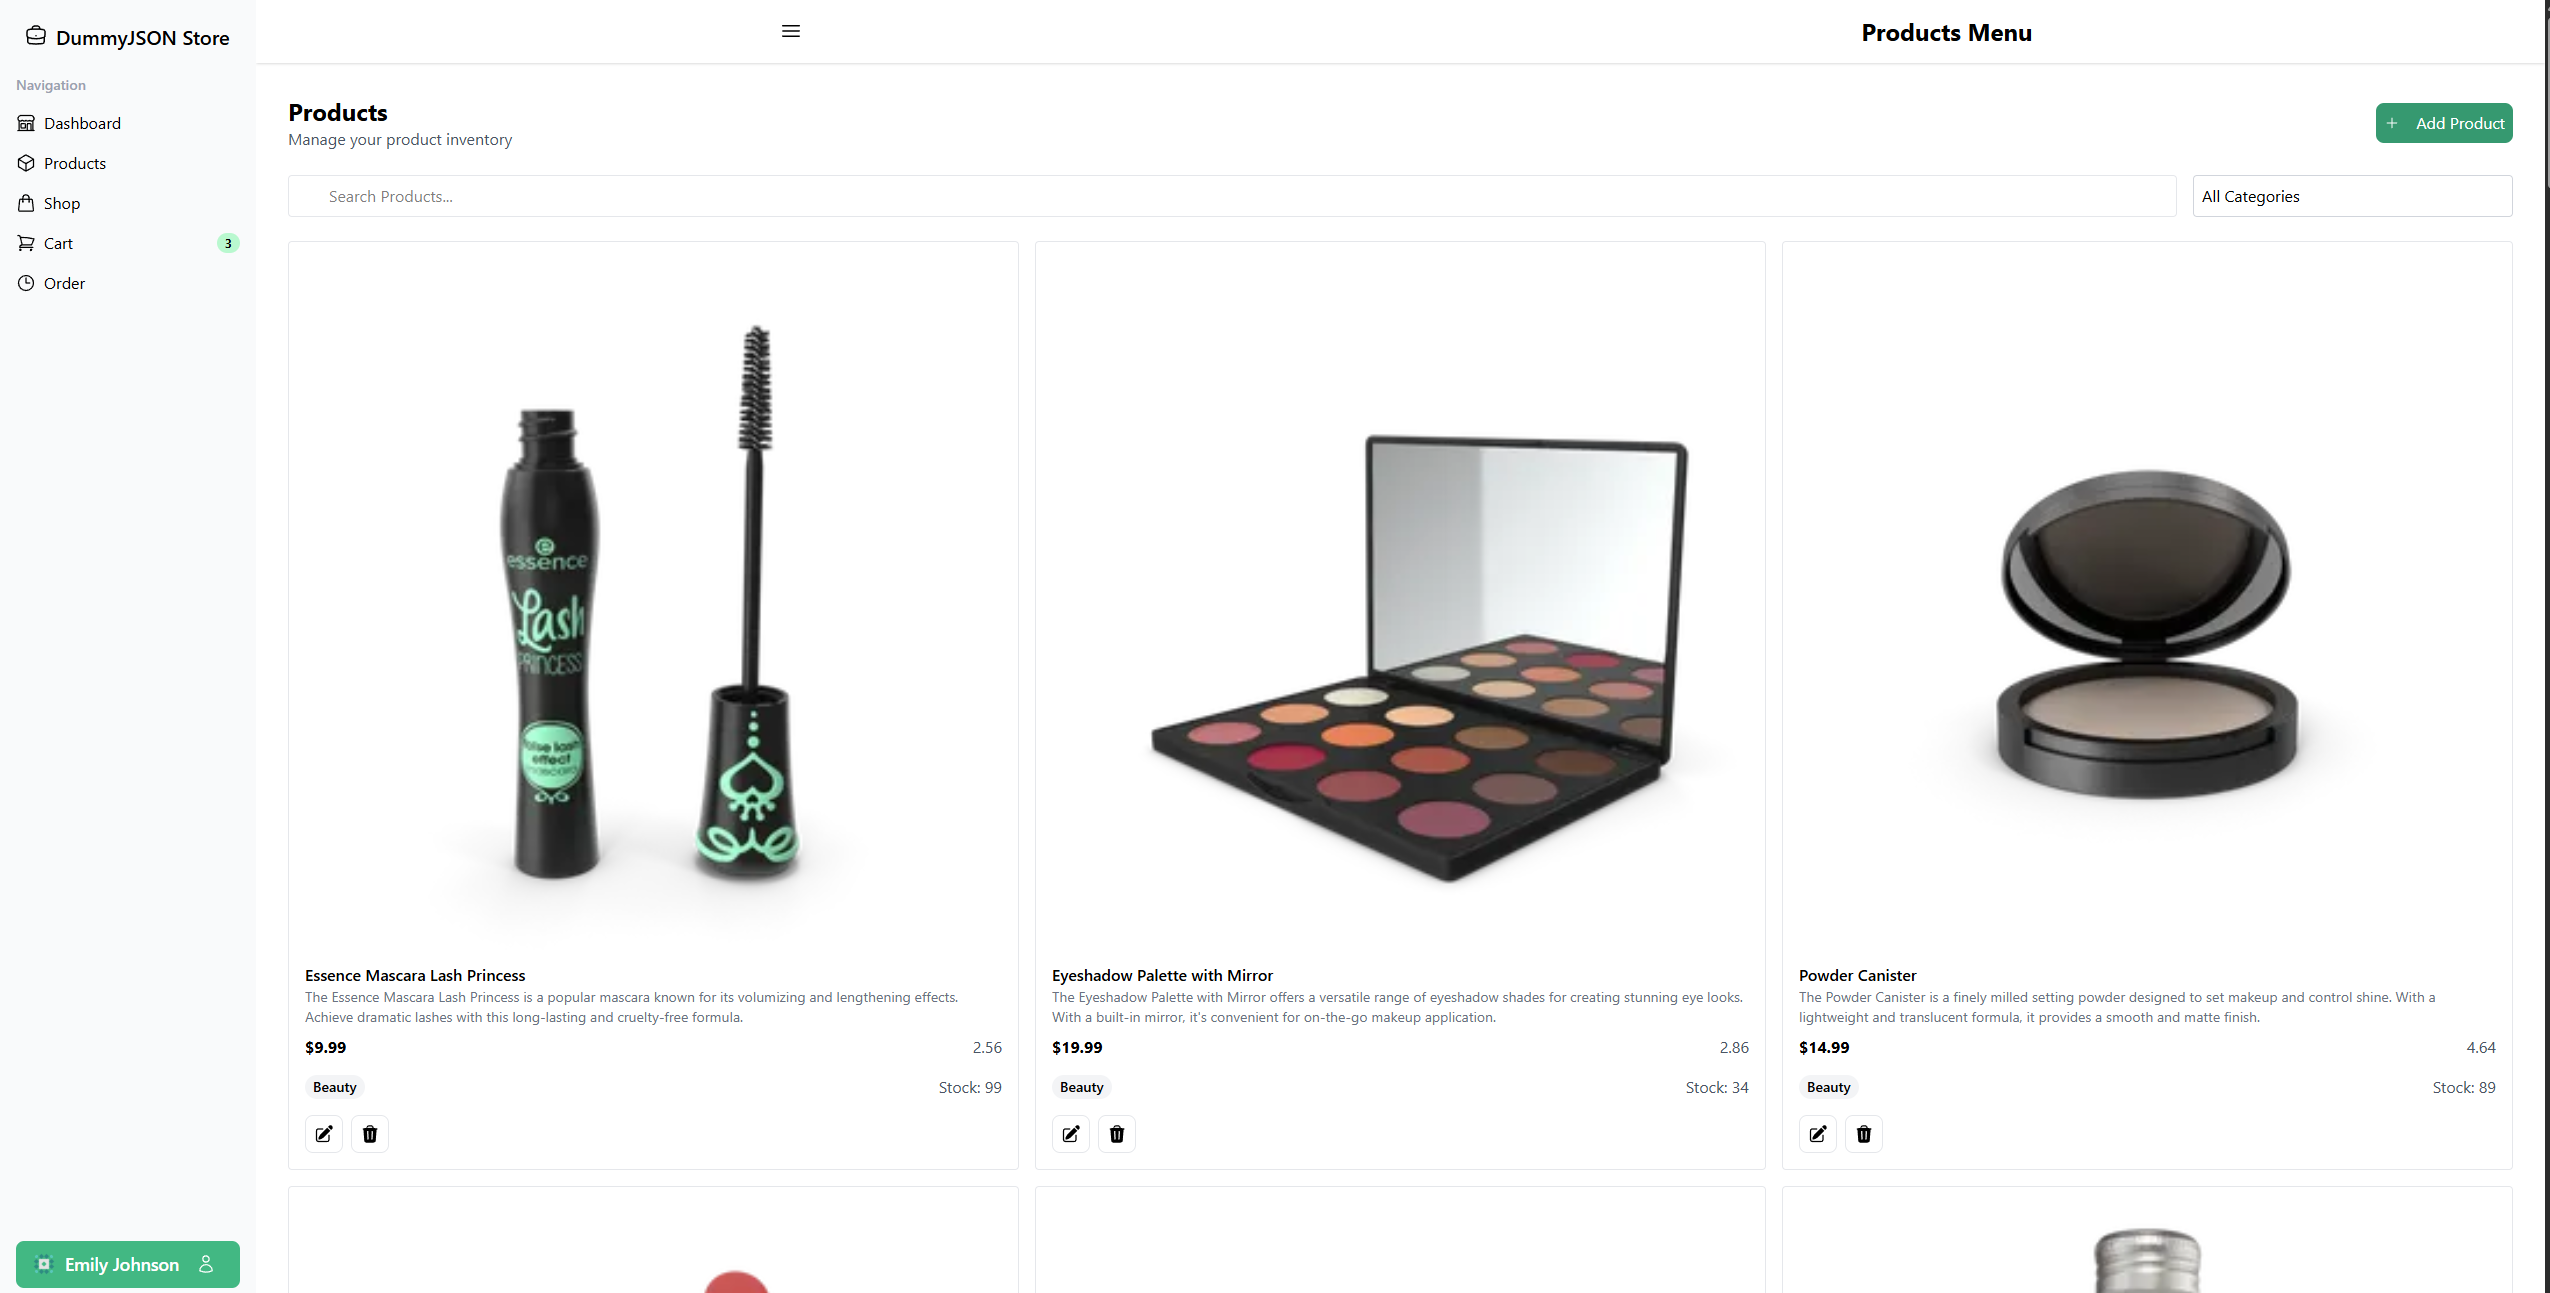 DummyJSON Store
Products Menu
Navigation
Dashboard
Products
Shop
Cart
3
Order
Emily Johnson
Products
Manage your product inventory
+ Add Product
Search Products...
All Categories
essence
Lash
PRINCESS
false lash
effect
mascara
Essence Mascara Lash Princess
The Essence Mascara Lash Princess is a popular mascara known for its volumizing and lengthening effects.
Achieve dramatic lashes with this long-lasting and cruelty-free formula.
$9.99
2.56
Beauty
Stock: 99
Eyeshadow Palette with Mirror
The Eyeshadow Palette with Mirror offers a versatile range of eyeshadow shades for creating stunning eye looks.
With a built-in mirror, it's convenient for on-the-go makeup application.
$19.99
2.86
Beauty
Stock: 34
Powder Canister
The Powder Canister is a finely milled setting powder designed to set makeup and control shine. With a
lightweight and translucent formula, it provides a smooth and matte finish.
$14.99
4.64
Beauty
Stock: 89